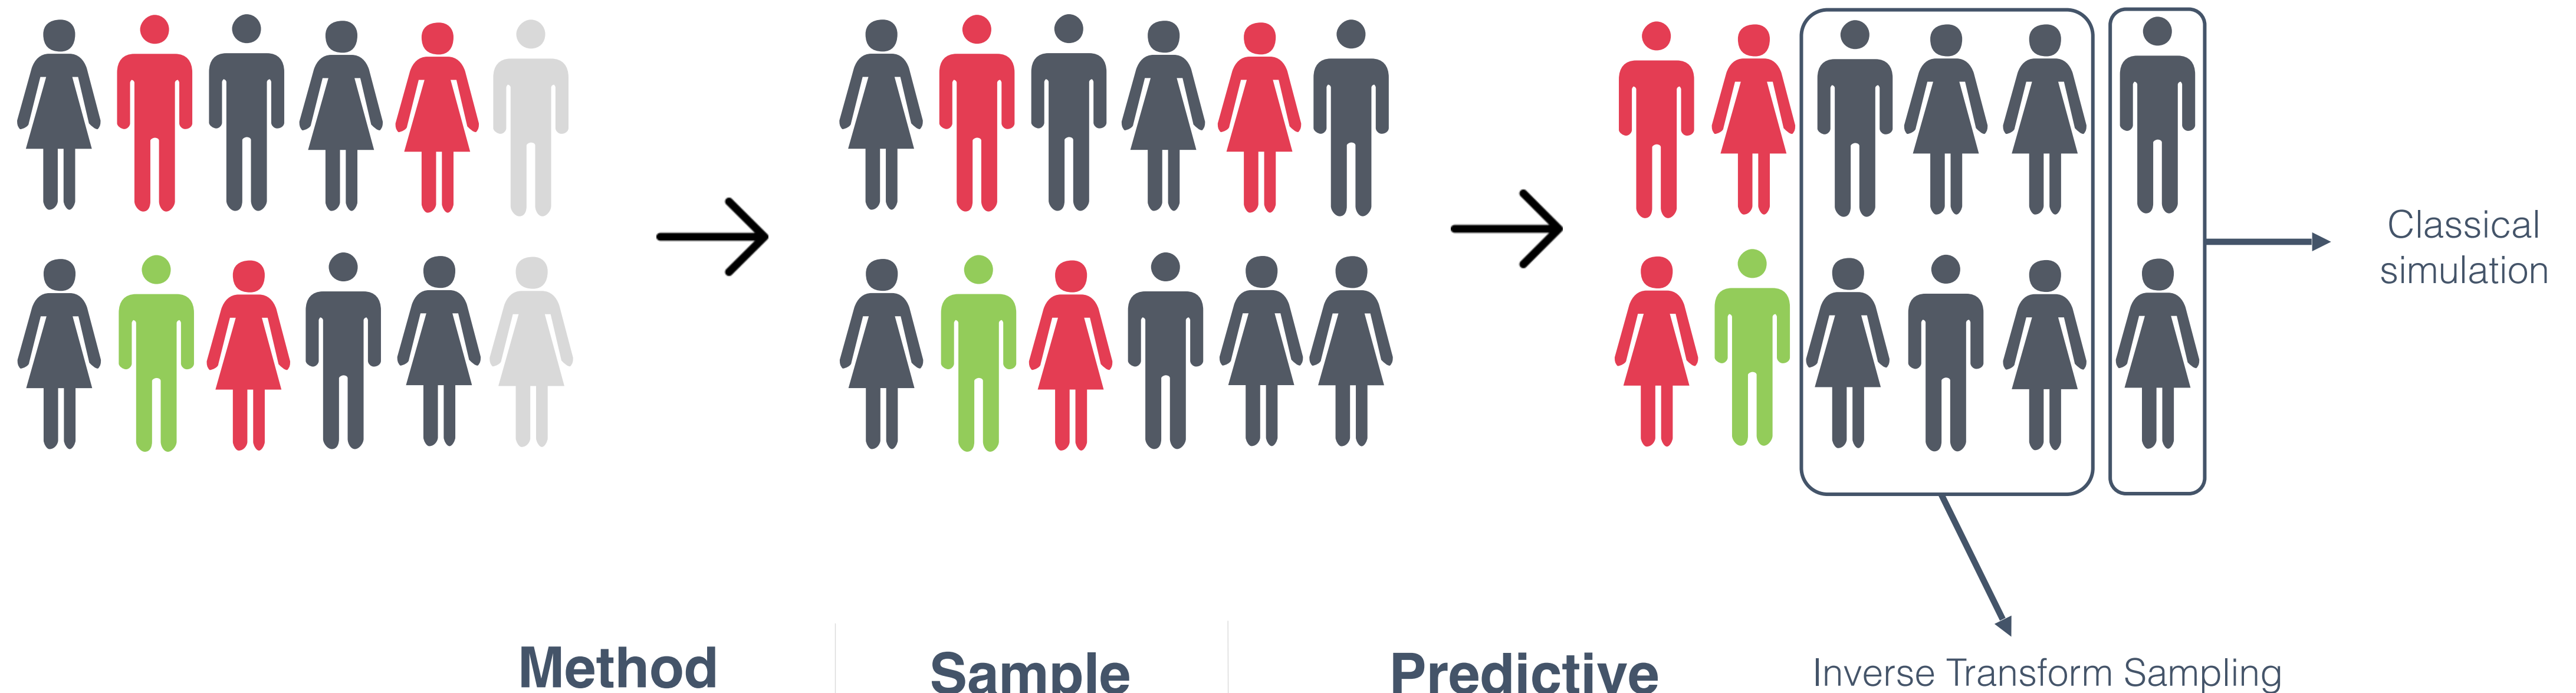 Classical
simulation
Method
Sample
Predictive
Inverse Transform Sampling